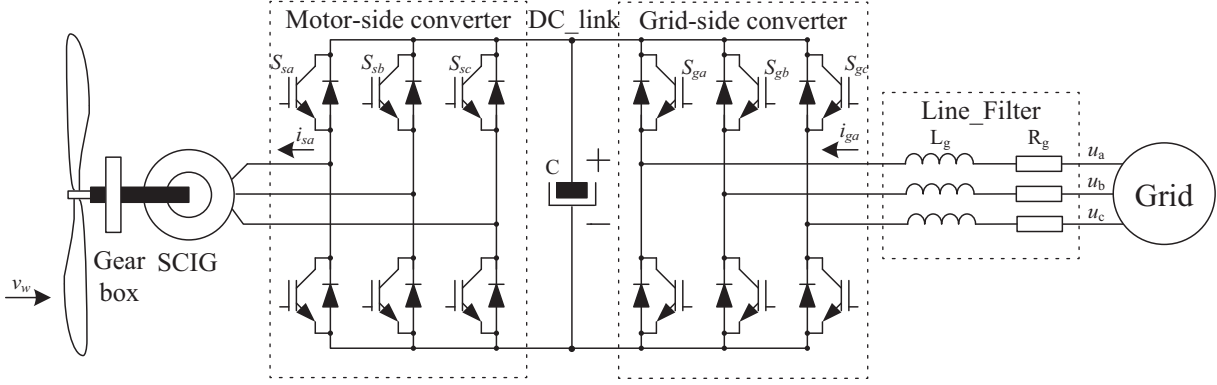 Motor-side converter
DC_link
Grid-side converter
S_sa
S_sb
S_sc
S_ga
S_gb
S_gc
Line_Filter
i_sa
i_ga
L_g
R_g
u_a
u_b
u_c
C
+
−
Grid
Gear
box
SCIG
v_w